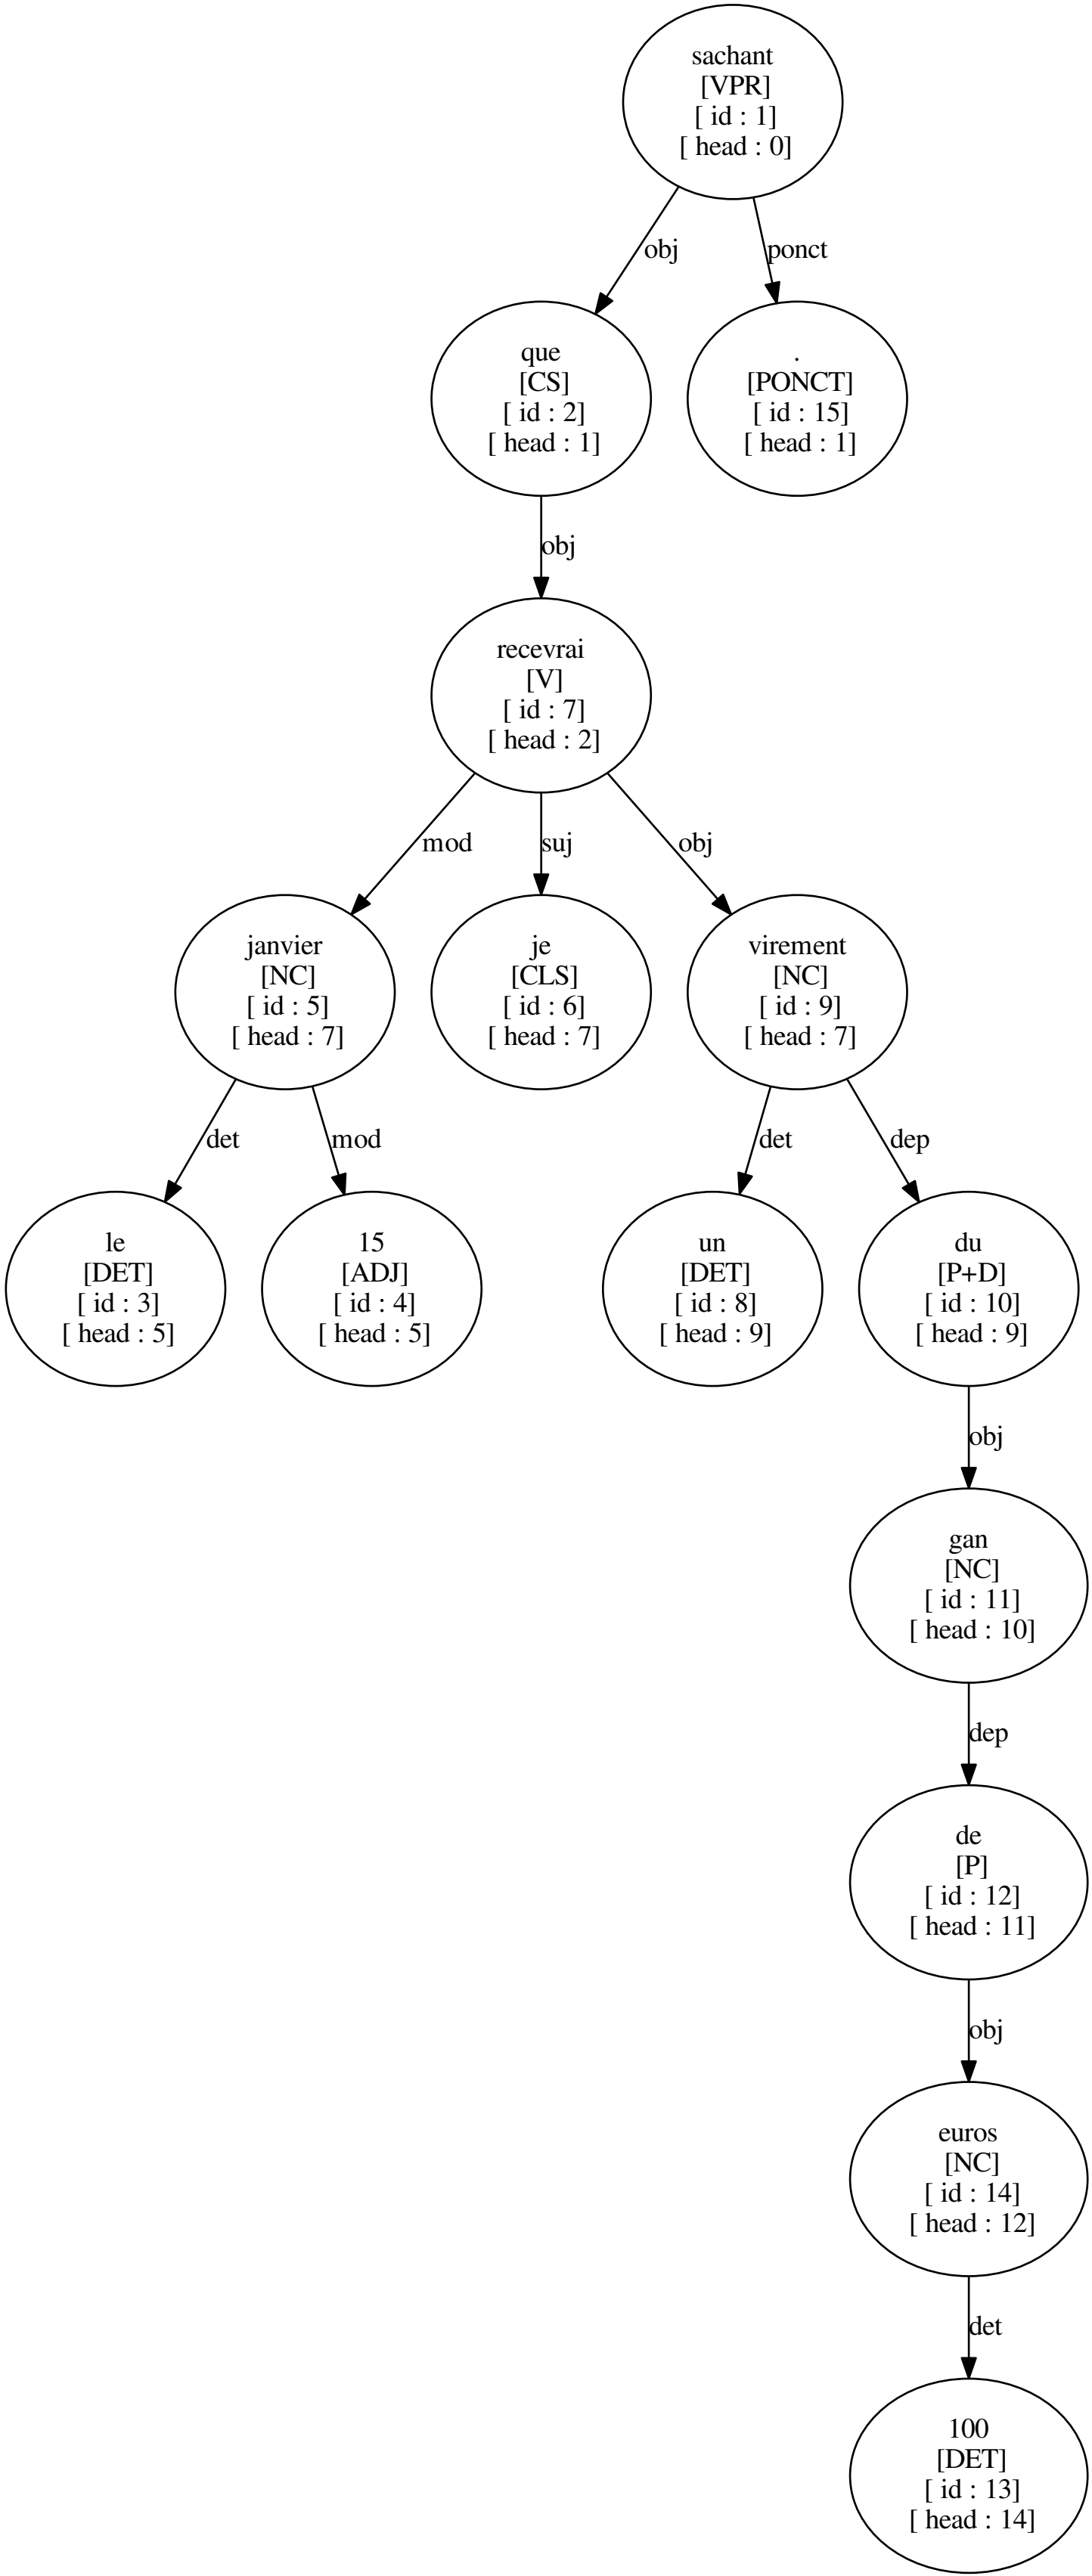 sachant
[VPR]
[ id : 1]
[ head : 0]
obj
ponct
que
[CS]
[ id : 2]
[ head : 1]
.
[PONCT]
[ id : 15]
[ head : 1]
obj
recevrai
[V]
[ id : 7]
[ head : 2]
mod
suj
obj
janvier
[NC]
[ id : 5]
[ head : 7]
je
[CLS]
[ id : 6]
[ head : 7]
virement
[NC]
[ id : 9]
[ head : 7]
det
mod
det
dep
le
[DET]
[ id : 3]
[ head : 5]
15
[ADJ]
[ id : 4]
[ head : 5]
un
[DET]
[ id : 8]
[ head : 9]
du
[P+D]
[ id : 10]
[ head : 9]
obj
gan
[NC]
[ id : 11]
[ head : 10]
dep
de
[P]
[ id : 12]
[ head : 11]
obj
euros
[NC]
[ id : 14]
[ head : 12]
det
100
[DET]
[ id : 13]
[ head : 14]